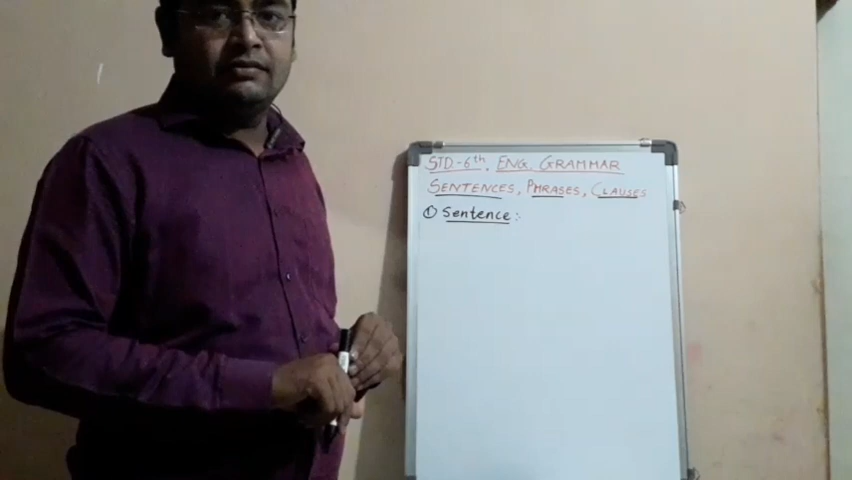 STD.-6th, ENG. GRAMMAR
SENTENCES, PHRASES, CLAUSES
① Sentence: